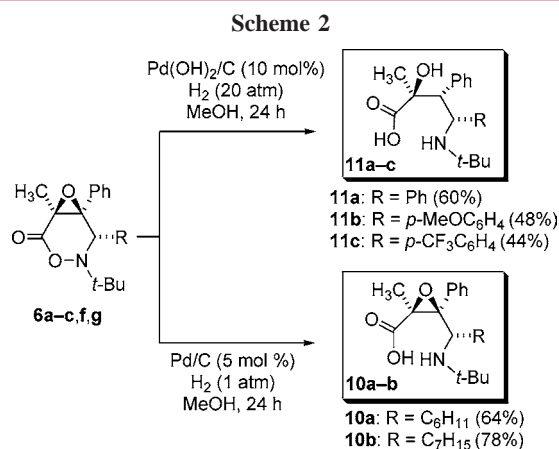 Scheme 2
Pd(OH)₂/C (10 mol%)
H₂ (20 atm)
MeOH, 24 h
H₃C OH Ph
O
R
HO HN
t-Bu
11a–c
11a: R = Ph (60%)
11b: R = p-MeOC₆H₄ (48%)
11c: R = p-CF₃C₆H₄ (44%)
H₃C O Ph
O R
O N
t-Bu
6a–c,f,g
Pd/C (5 mol %)
H₂ (1 atm)
MeOH, 24 h
H₃C O Ph
O
R
OH HN
t-Bu
10a–b
10a: R = C₆H₁₁ (64%)
10b: R = C₇H₁₅ (78%)